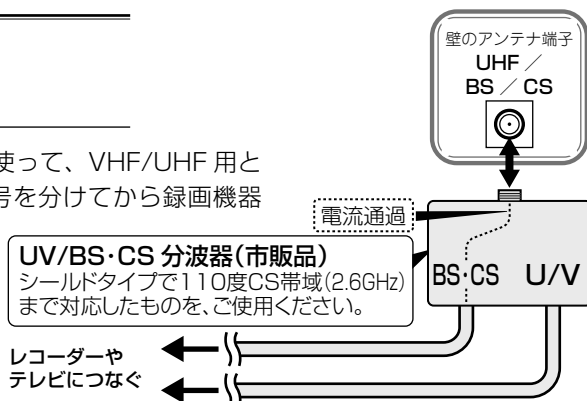 壁のアンテナ端子
UHF／
BS／CS
使って、VHF/UHF 用と
号を分けてから録画機器
電流通過
UV/BS･CS 分波器（市販品）
シールドタイプで110度CS帯域（2.6GHz）
まで対応したものを、ご使用ください。
BS･CS U/V
レコーダーや
テレビにつなぐ